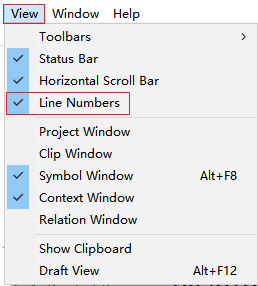 View Window Help
Toolbars
Status Bar
Horizontal Scroll Bar
Line Numbers
Project Window
Clip Window
Symbol Window Alt+F8
Context Window
Relation Window
Show Clipboard
Draft View Alt+F12